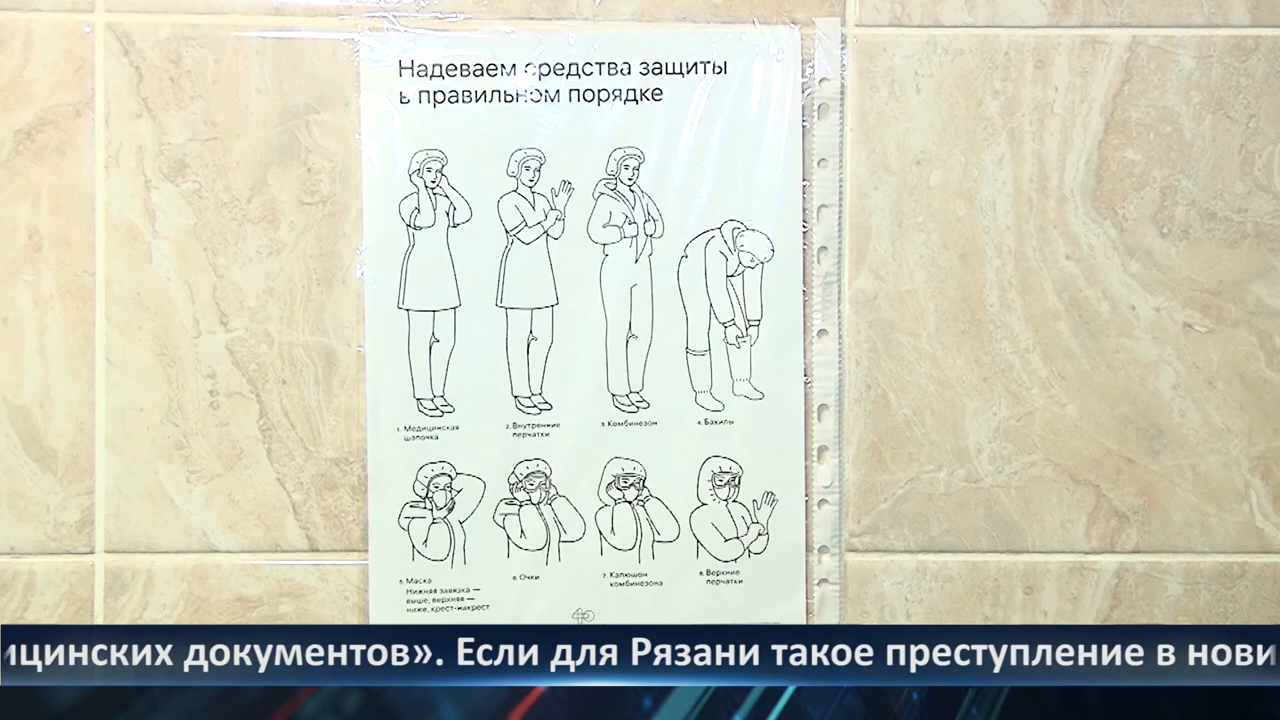 Надеваем средства защиты
в правильном порядке
1. Медицинская
шапочка
2. Внутренние
перчатки
3. Комбинезон
4. Бахилы
5. Маска
Нижняя завязка —
выше, верхняя —
ниже, крест-накрест
6. Очки
7. Капюшон
комбинезона
8. Верхние
перчатки
ицинских документов». Если для Рязани такое преступление в нови